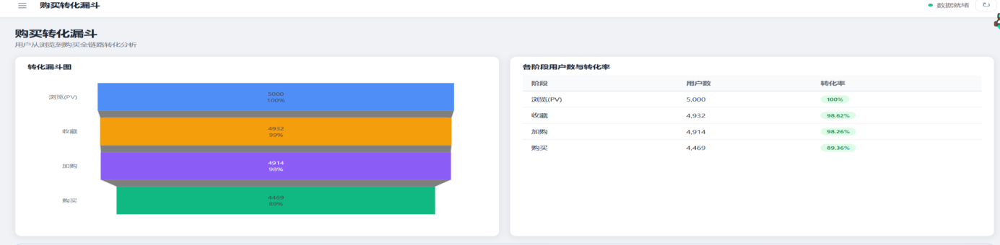 购买转化漏斗
数据就绪
购买转化漏斗
用户从浏览到购买全链路转化分析
转化漏斗图
浏览(PV)
5000
100%
收藏
4932
99%
加购
4914
98%
购买
4469
89%
各阶段用户数与转化率
阶段 用户数 转化率
浏览(PV) 5,000 100%
收藏 4,932 98.62%
加购 4,914 98.26%
购买 4,469 89.36%